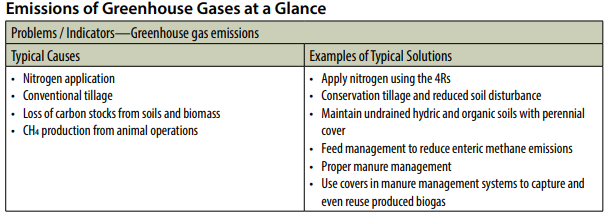 Emissions of Greenhouse Gases at a Glance
Problems / Indicators—Greenhouse gas emissions
Typical Causes
• Nitrogen application
• Conventional tillage
• Loss of carbon stocks from soils and biomass
• CH4 production from animal operations
Examples of Typical Solutions
• Apply nitrogen using the 4Rs
• Conservation tillage and reduced soil disturbance
• Maintain undrained hydric and organic soils with perennial
cover
• Feed management to reduce enteric methane emissions
• Proper manure management
• Use covers in manure management systems to capture and
even reuse produced biogas